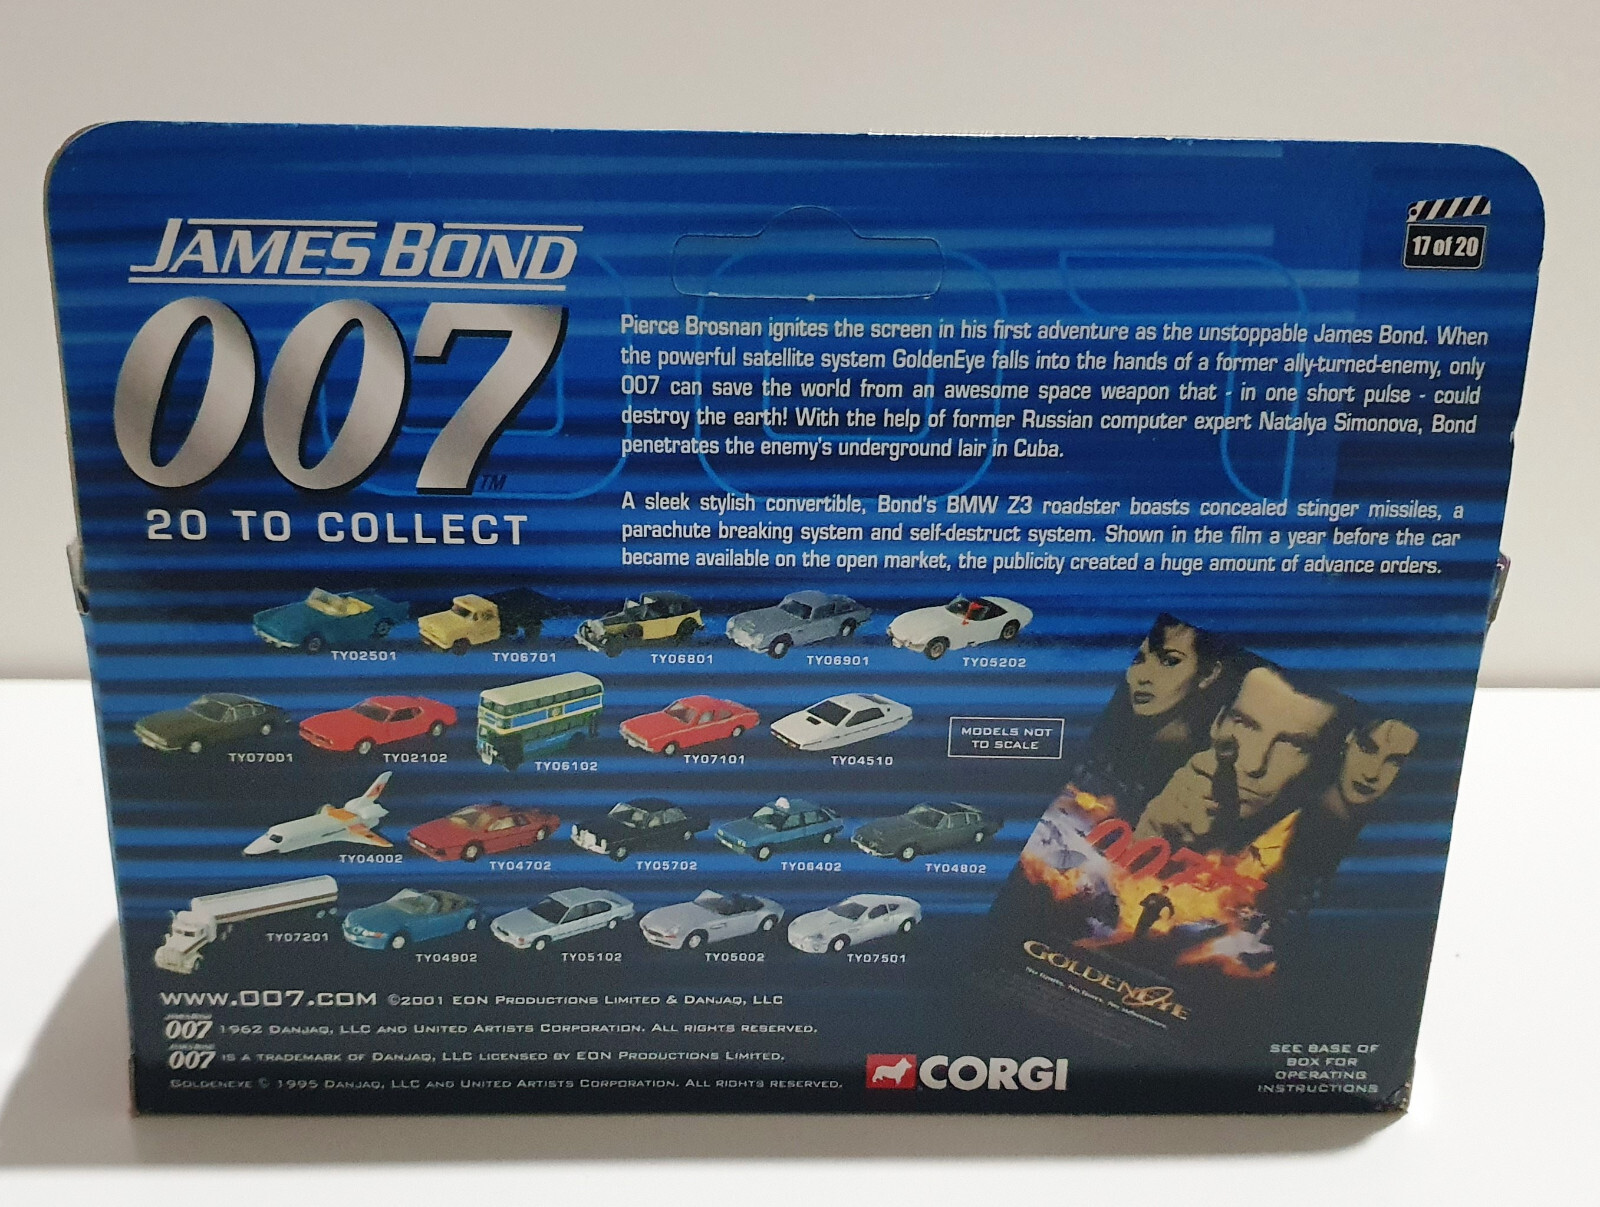 JAMES BOND
007 TM
20 TO COLLECT
17 of 20
Pierce Brosnan ignites the screen in his first adventure as the unstoppable James Bond. When
the powerful satellite system GoldenEye falls into the hands of a former ally-turned-enemy, only
007 can save the world from an awesome space weapon that - in one short pulse - could
destroy the earth! With the help of former Russian computer expert Natalya Simonova, Bond
penetrates the enemy's underground lair in Cuba.
A sleek stylish convertible, Bond's BMW Z3 roadster boasts concealed stinger missiles, a
parachute breaking system and self-destruct system. Shown in the film a year before the car
became available on the open market, the publicity created a huge amount of advance orders.
TY02501 TY06701 TY06801 TY06901 TY05202
TY07001 TY02102 TY06102 TY07101 TY04510
MODELS NOT
TO SCALE
TY04002 TY04702 TY05702 TY06402 TY04802
TY07201 TY04902 TY05102 TY05002 TY07501
007
GOLDENEYE
No Limits. No Fears. No Substitutes.
WWW.007.COM ©2001 EON PRODUCTIONS LIMITED & DANJAQ, LLC
JAMES BOND
007 1962 DANJAQ, LLC AND UNITED ARTISTS CORPORATION. ALL RIGHTS RESERVED.
JAMES BOND
007 IS A TRADEMARK OF DANJAQ, LLC LICENSED BY EON PRODUCTIONS LIMITED.
GOLDENEYE © 1995 DANJAQ, LLC AND UNITED ARTISTS CORPORATION. ALL RIGHTS RESERVED.
CORGI
SEE BASE OF
BOX FOR
OPERATING
INSTRUCTIONS